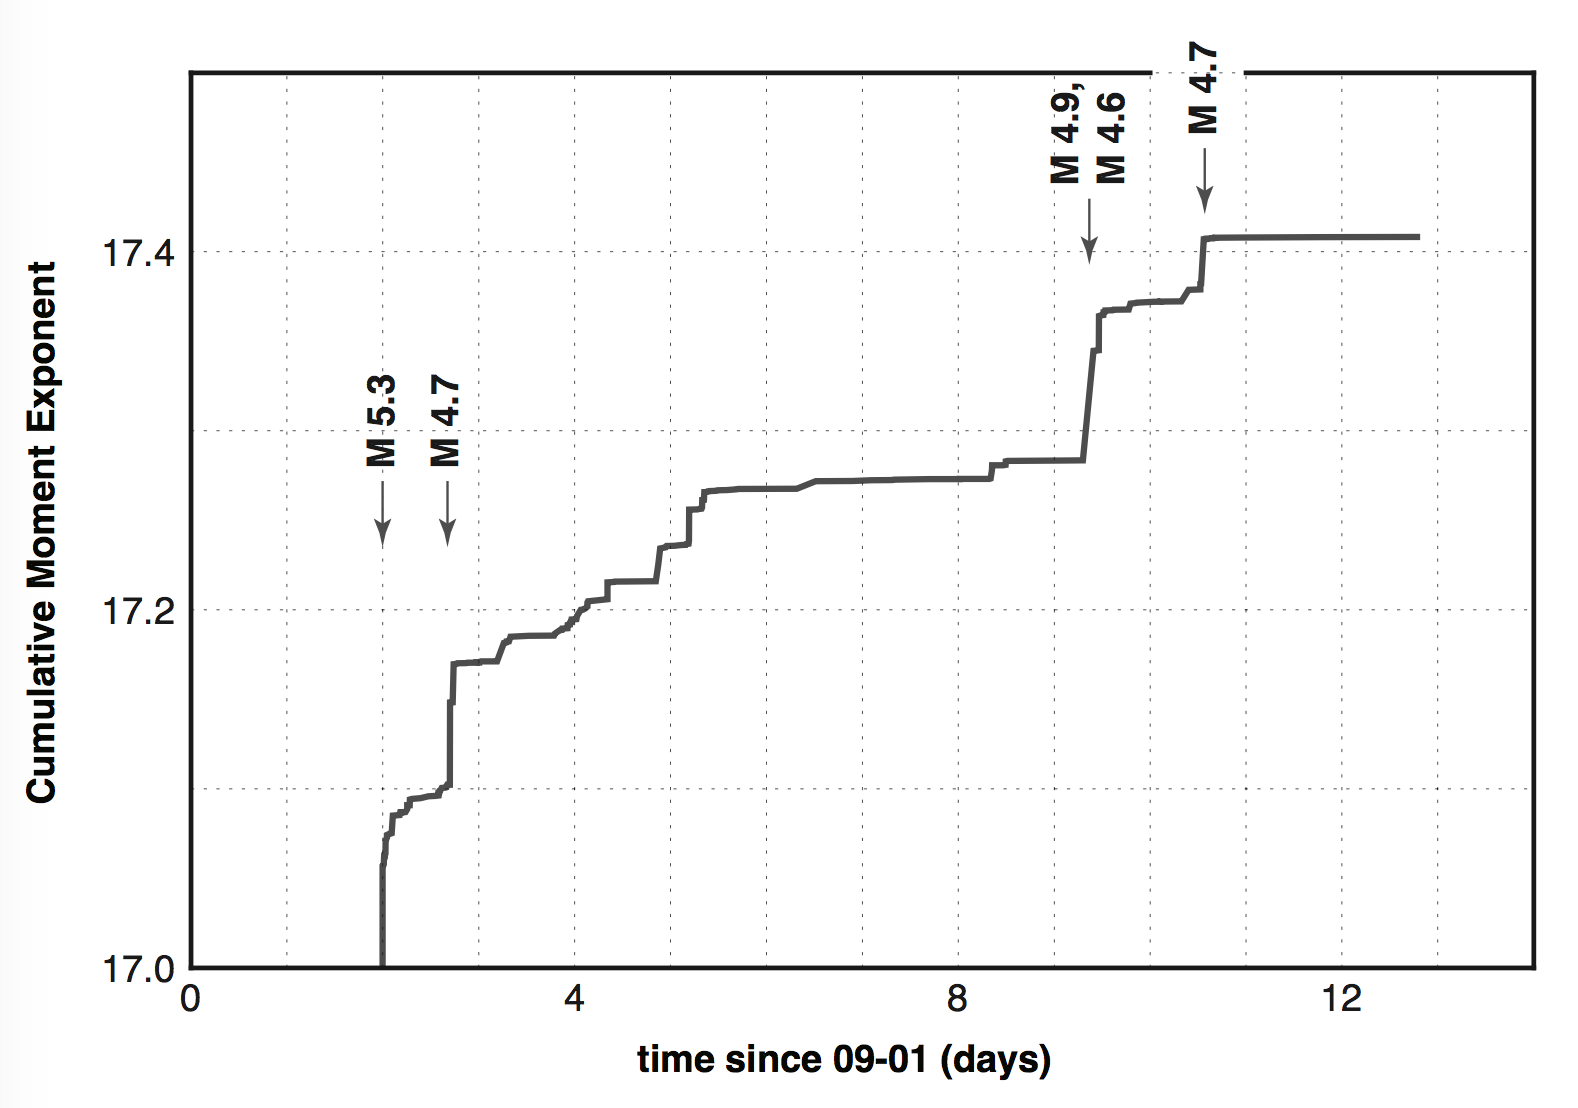 M 4.7
M 4.9,
M 4.6
17.4
M 5.3
M 4.7
Cumulative Moment Exponent
17.2
17.0
0
4
8
12
time since 09-01 (days)